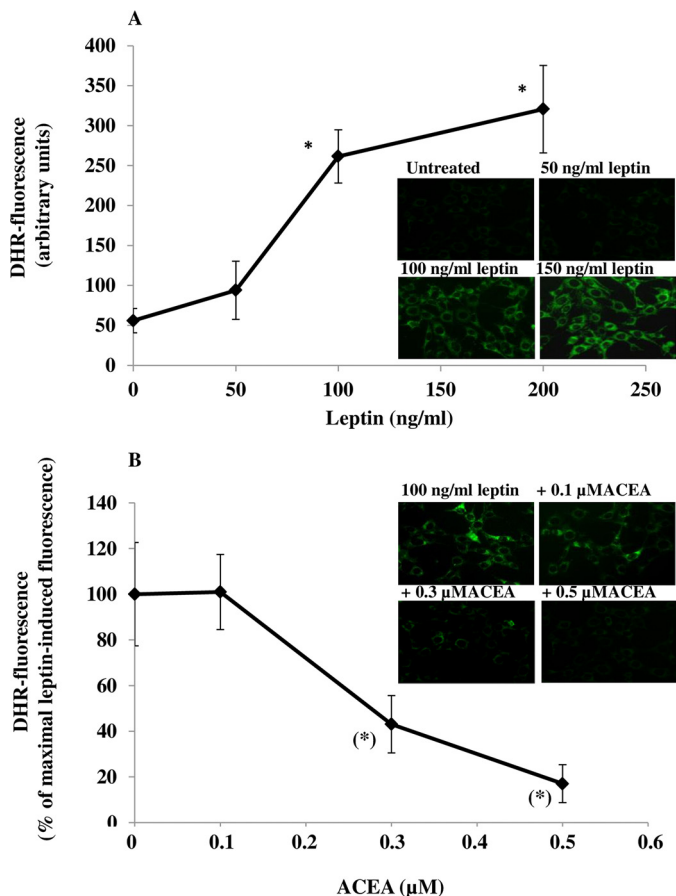 A
DHR-fluorescence
(arbitrary units)
400
350
300
250
200
150
100
50
0
*
*
Untreated
50 ng/ml leptin
100 ng/ml leptin
150 ng/ml leptin
0 50 100 150 200 250
Leptin (ng/ml)
B
DHR-fluorescence
(% of maximal leptin-induced fluorescence)
140
120
100
80
60
40
20
0
100 ng/ml leptin
+ 0.1 µMACEA
+ 0.3 µMACEA
+ 0.5 µMACEA
(*)
(*)
0 0.1 0.2 0.3 0.4 0.5 0.6
ACEA (µM)